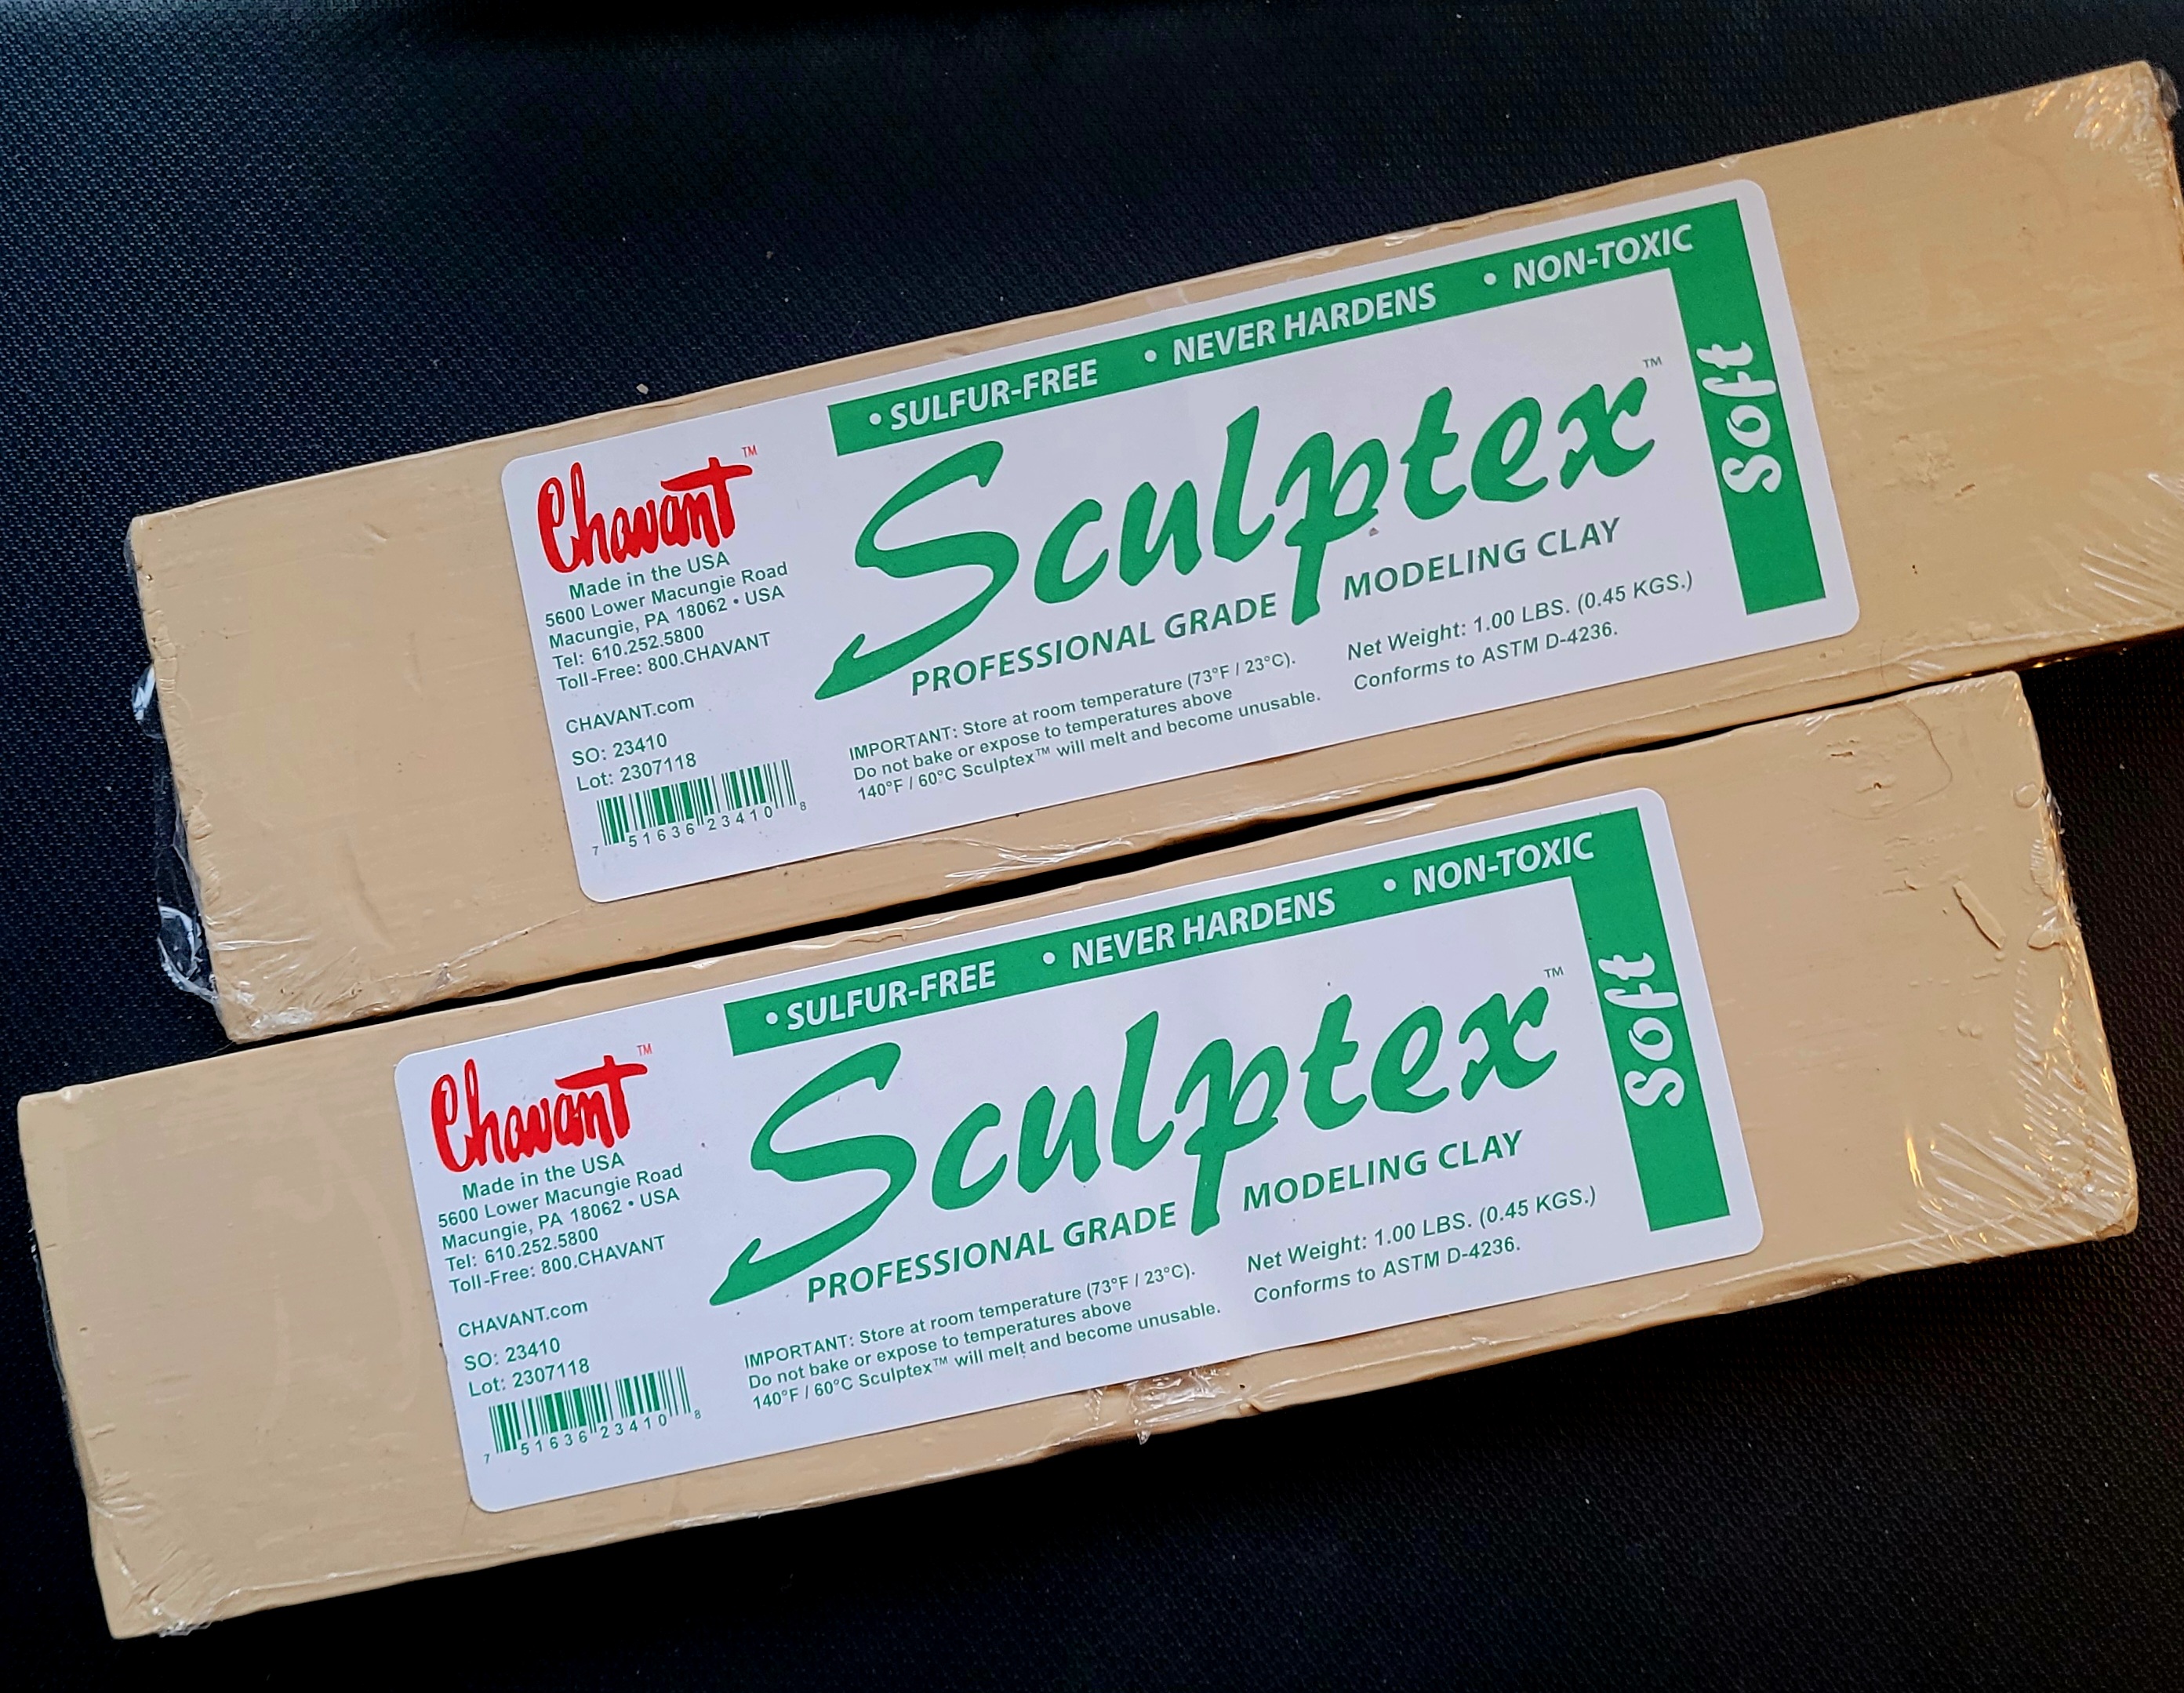 • SULFUR-FREE • NEVER HARDENS • NON-TOXIC
Chavant™
Made in the USA
5600 Lower Macungie Road
Macungie, PA 18062 • USA
Tel: 610.252.5800
Toll-Free: 800.CHAVANT
CHAVANT.com
SO: 23410
Lot: 2307118
7 51636 23410 8
Sculptex™
PROFESSIONAL GRADE MODELING CLAY
IMPORTANT: Store at room temperature (73°F / 23°C).
Do not bake or expose to temperatures above
140°F / 60°C Sculptex™ will melt and become unusable.
Net Weight: 1.00 LBS. (0.45 KGS.)
Conforms to ASTM D-4236.
Soft
• SULFUR-FREE • NEVER HARDENS • NON-TOXIC
Chavant™
Made in the USA
5600 Lower Macungie Road
Macungie, PA 18062 • USA
Tel: 610.252.5800
Toll-Free: 800.CHAVANT
CHAVANT.com
SO: 23410
Lot: 2307118
7 51636 23410 8
Sculptex™
PROFESSIONAL GRADE MODELING CLAY
IMPORTANT: Store at room temperature (73°F / 23°C).
Do not bake or expose to temperatures above
140°F / 60°C Sculptex™ will melt and become unusable.
Net Weight: 1.00 LBS. (0.45 KGS.)
Conforms to ASTM D-4236.
Soft